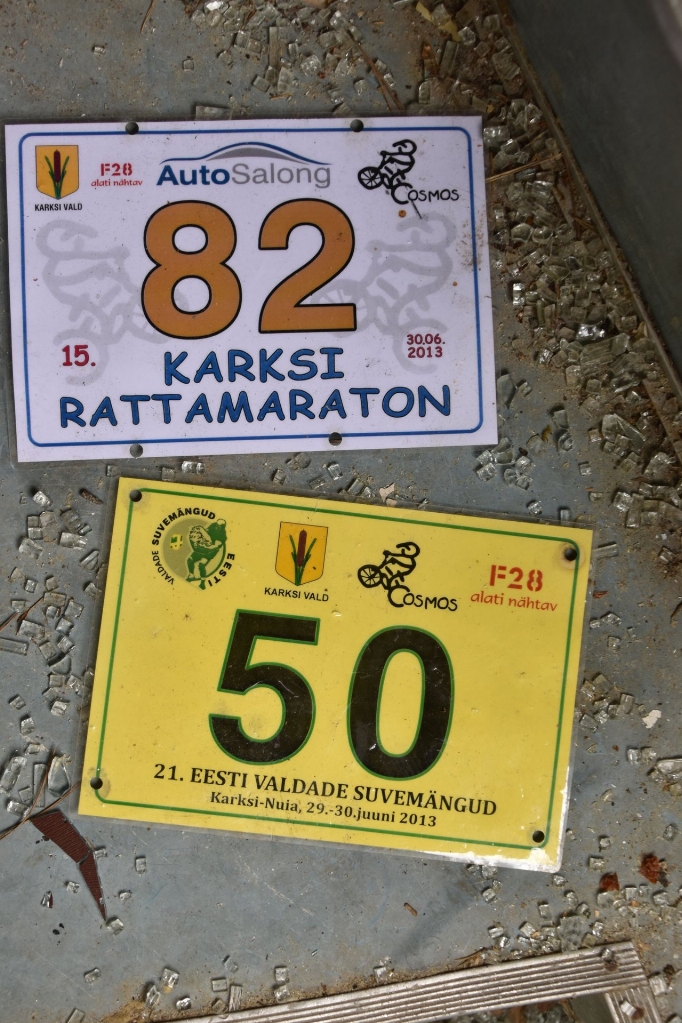 KARKSI VALD
F28
alati nähtav
AutoSalong
COSMOS
82
15.
30.06.
2013
KARKSI
RATTAMARATON
VALDADE SUVEMÄNGUD
EESTI
KARKSI VALD
COSMOS
F28
alati nähtav
50
21. EESTI VALDADE SUVEMÄNGUD
Karksi-Nuia, 29.-30.juuni 2013